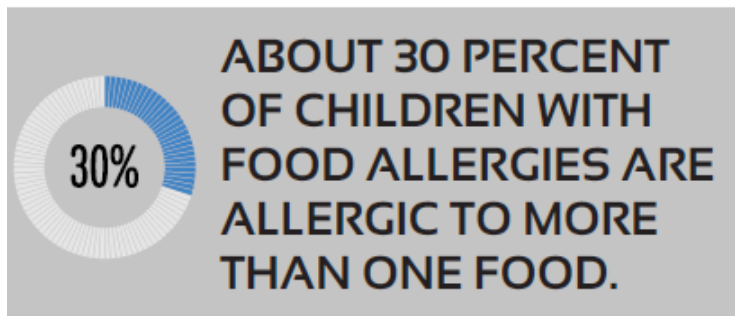 30%
ABOUT 30 PERCENT
OF CHILDREN WITH
FOOD ALLERGIES ARE
ALLERGIC TO MORE
THAN ONE FOOD.